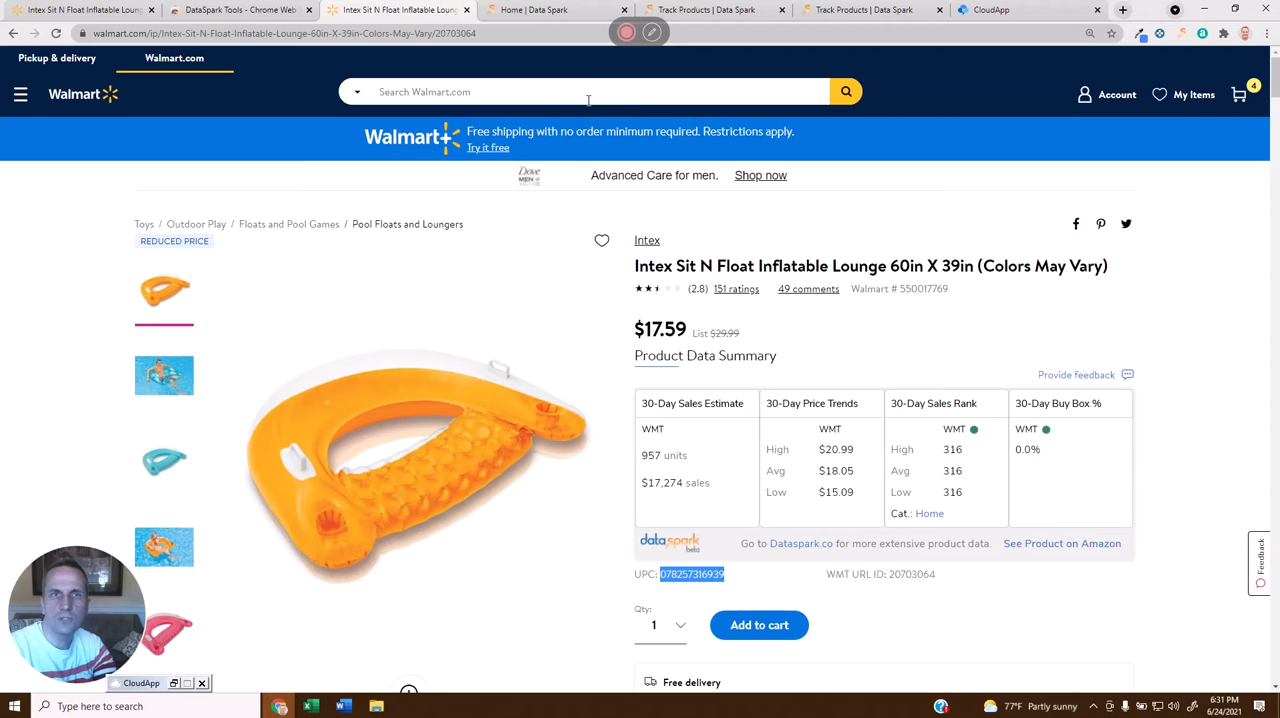 Intex Sit N Float Inflatable Lou
DataSpark Tools - Chrome Web
Intex Sit N Float Inflatable Loung
Home | Data Spark
Track Products | Data Spark
Track Products | Data Spark
CloudApp
walmart.com/ip/Intex-Sit-N-Float-Inflatable-Lounge-60in-X-39in-Colors-May-Vary/20703064
Pickup & delivery
Walmart.com
Walmart
Search Walmart.com
Account
My Items
4
Walmart+
Free shipping with no order minimum required. Restrictions apply.
Try it free
Dove
MEN
Advanced Care for men.
Shop now
Toys / Outdoor Play / Floats and Pool Games / Pool Floats and Loungers
REDUCED PRICE
Intex
Intex Sit N Float Inflatable Lounge 60in X 39in (Colors May Vary)
(2.8) 151 ratings 49 comments Walmart # 550017769
$17.59 List $29.99
Product Data Summary
Provide feedback
30-Day Sales Estimate
WMT
957 units
$17,274 sales
30-Day Price Trends
WMT
High $20.99
Avg $18.05
Low $15.09
30-Day Sales Rank
WMT
High 316
Avg 316
Low 316
Cat.: Home
30-Day Buy Box %
WMT
0.0%
data spark
beta
Go to Dataspark.co for more extensive product data.
See Product on Amazon
UPC: 078257316939
WMT URL ID: 20703064
Qty:
1
Add to cart
Free delivery
Feedback
CloudApp
Type here to search
77°F Partly sunny
6:31 PM
6/24/2021